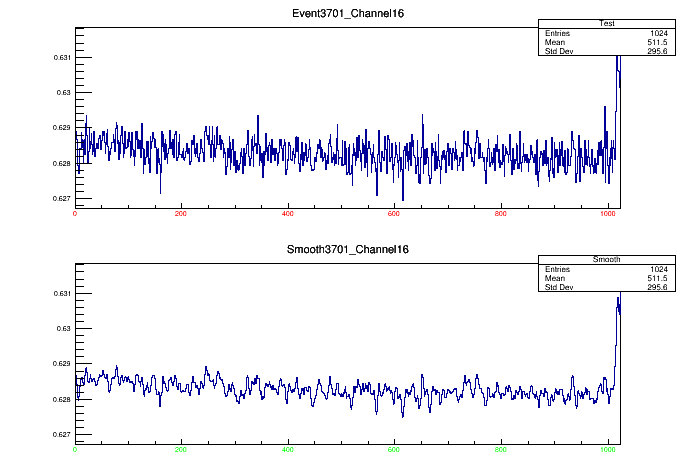 Event3701_Channel16
Test
Entries 1024
Mean 511.5
Std Dev 295.6
0.631
0.63
0.629
0.628
0.627
0 200 400 600 800 1000
Smooth3701_Channel16
Smooth
Entries 1024
Mean 511.5
Std Dev 295.6
0.631
0.63
0.629
0.628
0.627
0 200 400 600 800 1000